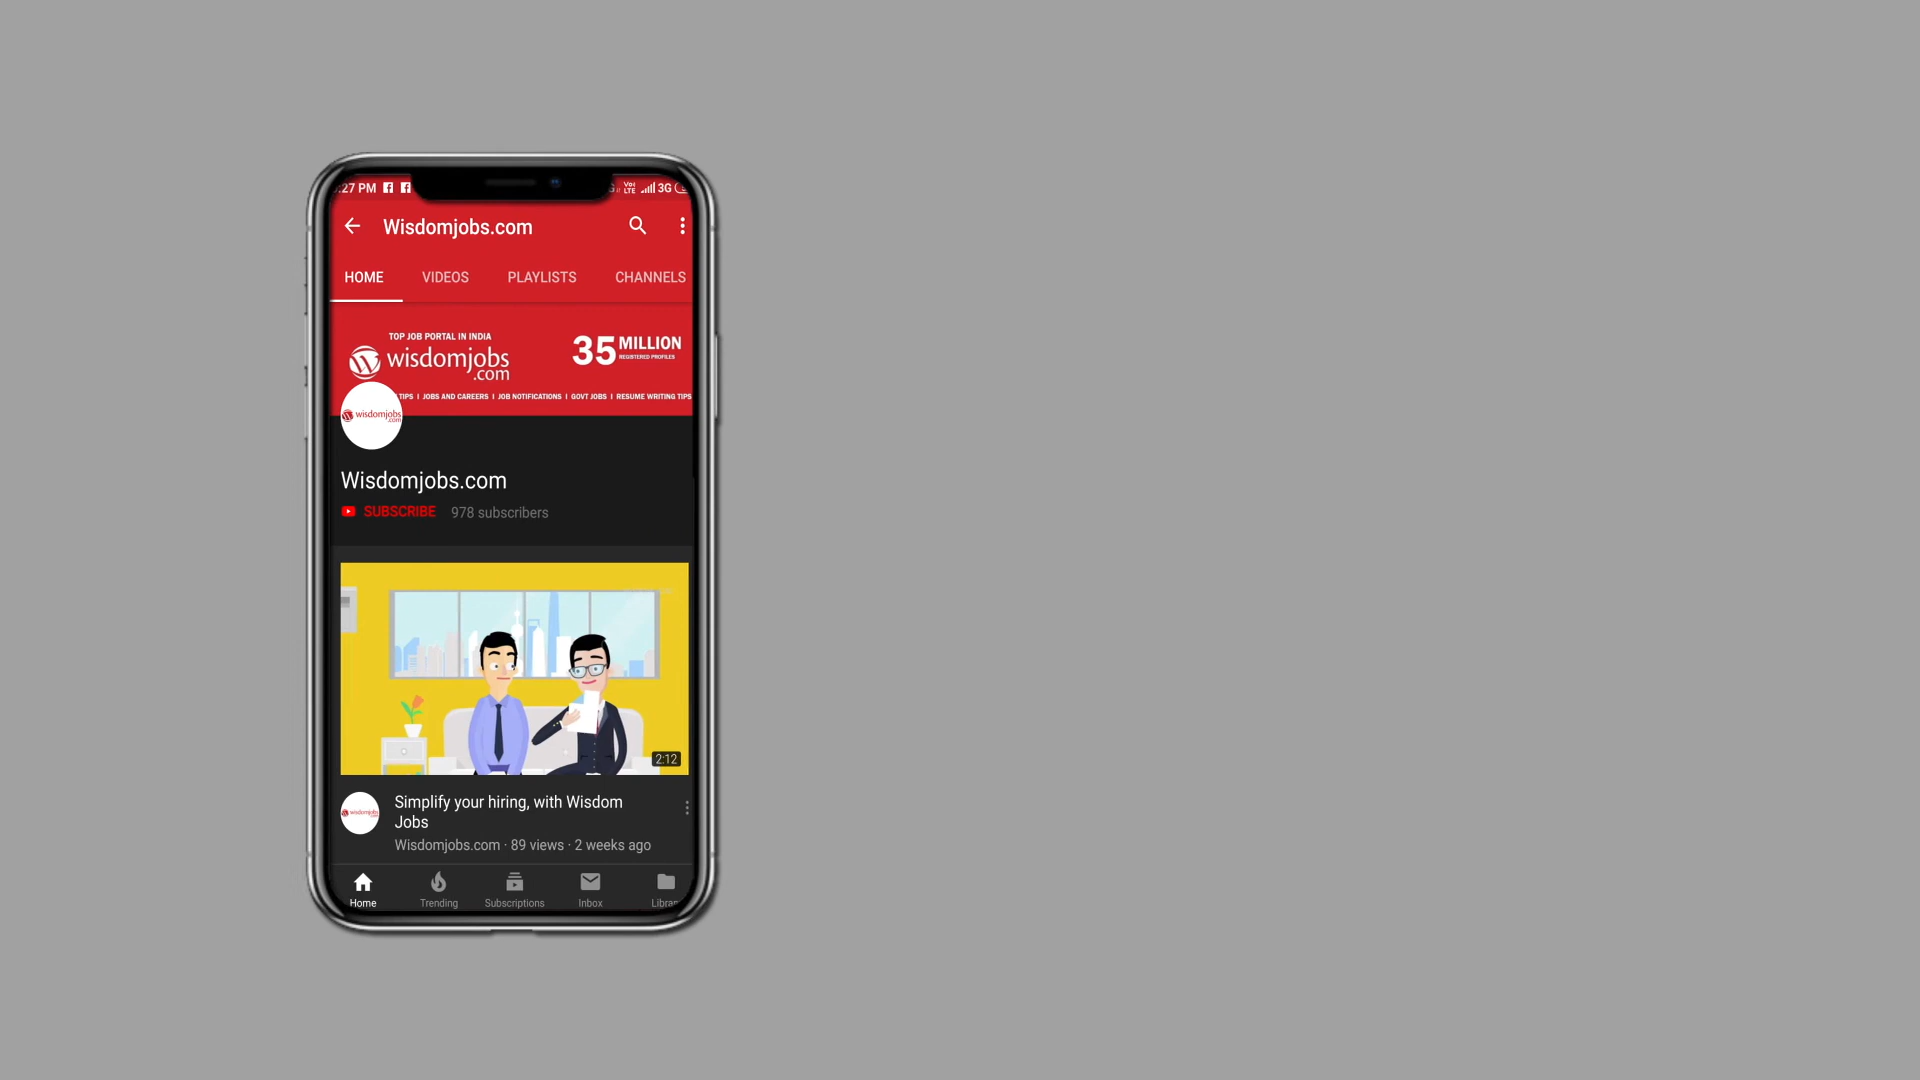 :27 PM
LTE 3G
Wisdomjobs.com
HOME VIDEOS PLAYLISTS CHANNELS
TOP JOB PORTAL IN INDIA
wisdomjobs
.com
35 MILLION
REGISTERED PROFILES
TIPS I JOBS AND CAREERS I JOB NOTIFICATIONS I GOVT JOBS I RESUME WRITING TIPS
wisdomjobs
.com
Wisdomjobs.com
SUBSCRIBE 978 subscribers
2:12
Simplify your hiring, with Wisdom
Jobs
wisdomjobs
Wisdomjobs.com · 89 views · 2 weeks ago
Home Trending Subscriptions Inbox Librar